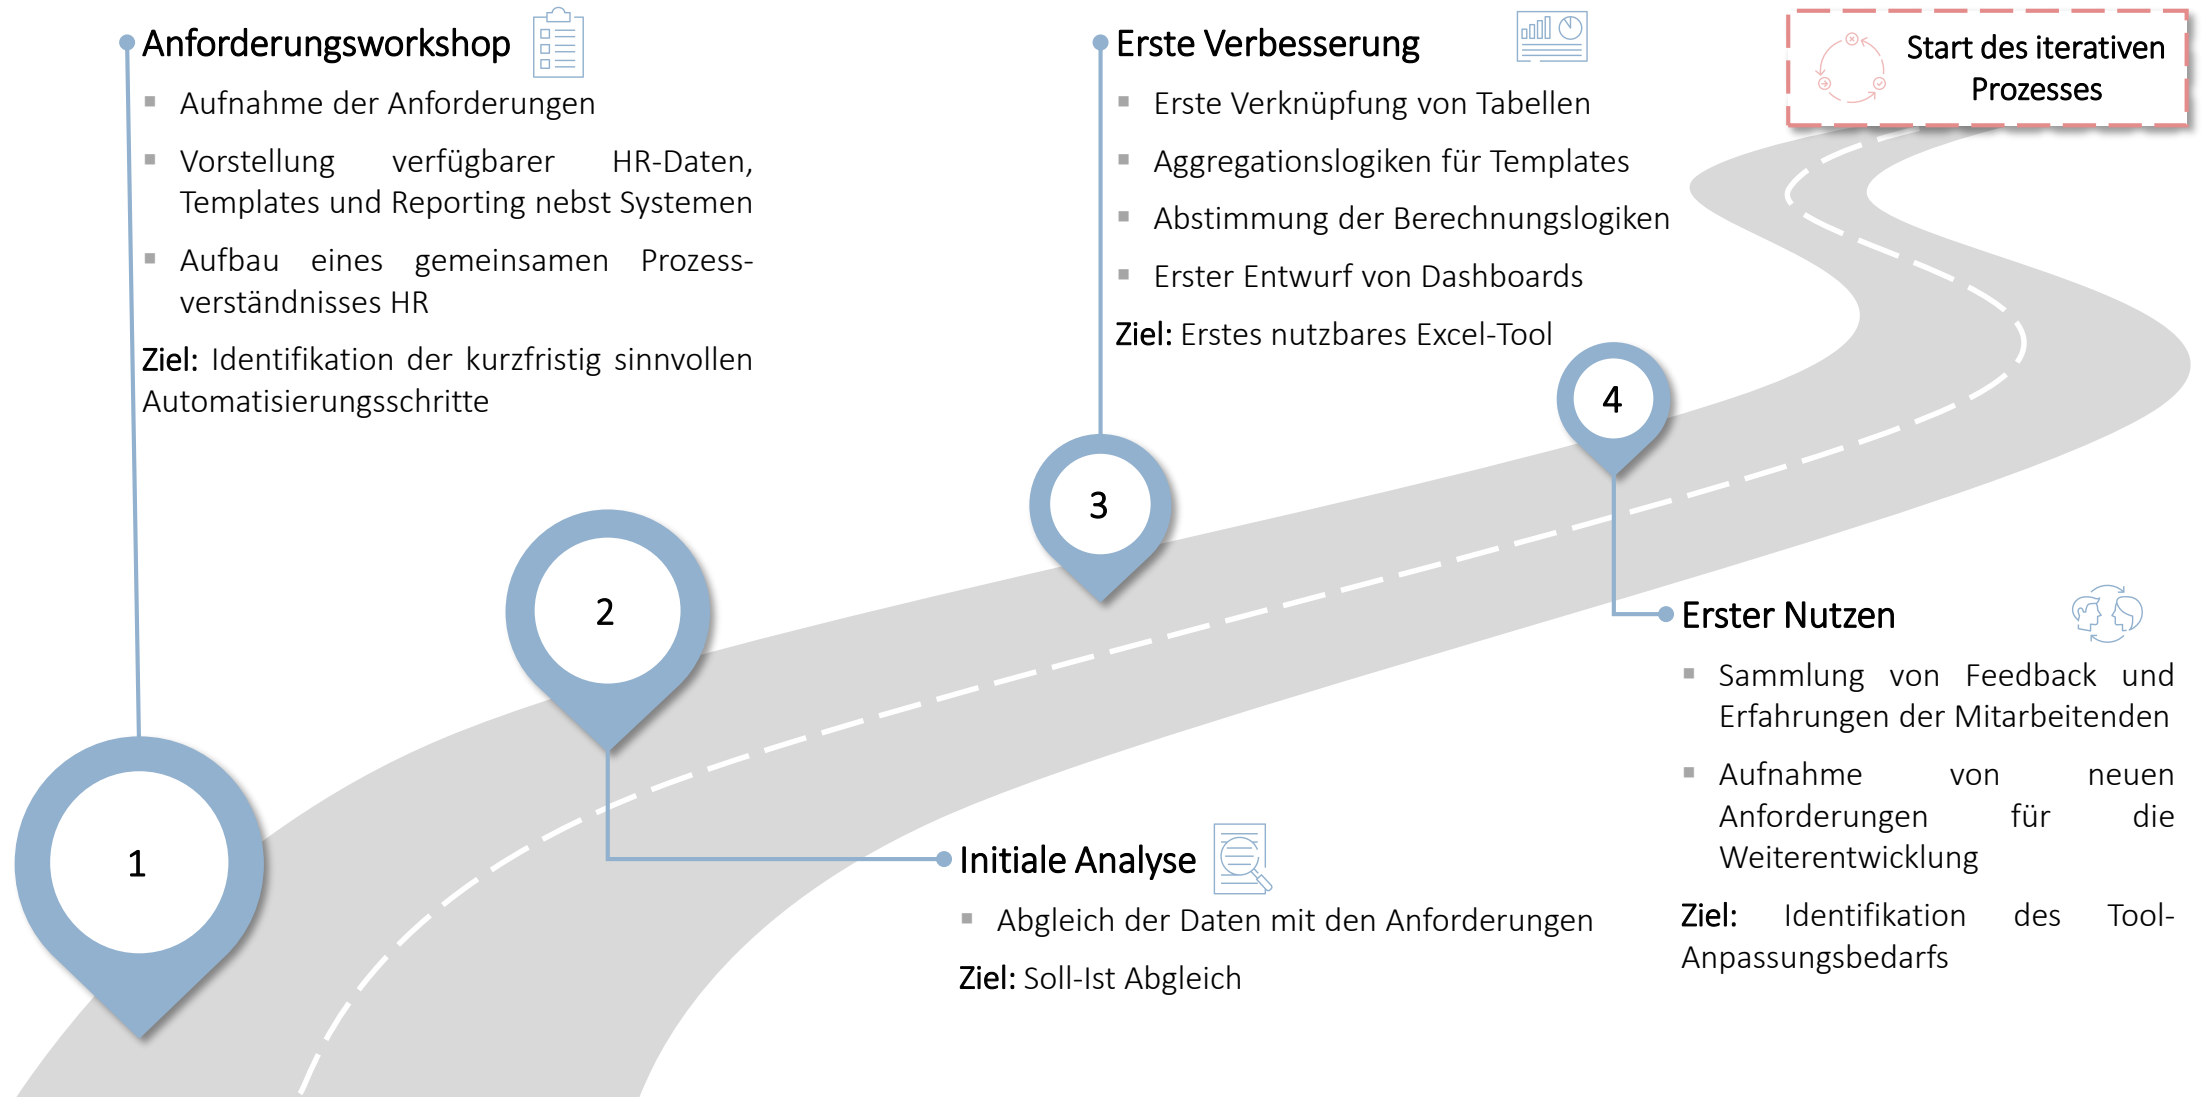 Anforderungsworkshop
▪ Aufnahme der Anforderungen
▪ Vorstellung verfügbarer HR-Daten,
Templates und Reporting nebst Systemen
▪ Aufbau eines gemeinsamen Prozess-
verständnisses HR
Ziel: Identifikation der kurzfristig sinnvollen
Automatisierungsschritte
1
2
Initiale Analyse
▪ Abgleich der Daten mit den Anforderungen
Ziel: Soll-Ist Abgleich
Erste Verbesserung
▪ Erste Verknüpfung von Tabellen
▪ Aggregationslogiken für Templates
▪ Abstimmung der Berechnungslogiken
▪ Erster Entwurf von Dashboards
Ziel: Erstes nutzbares Excel-Tool
3
4
Erster Nutzen
▪ Sammlung von Feedback und
Erfahrungen der Mitarbeitenden
▪ Aufnahme von neuen
Anforderungen für die
Weiterentwicklung
Ziel: Identifikation des Tool-
Anpassungsbedarfs
Start des iterativen
Prozesses